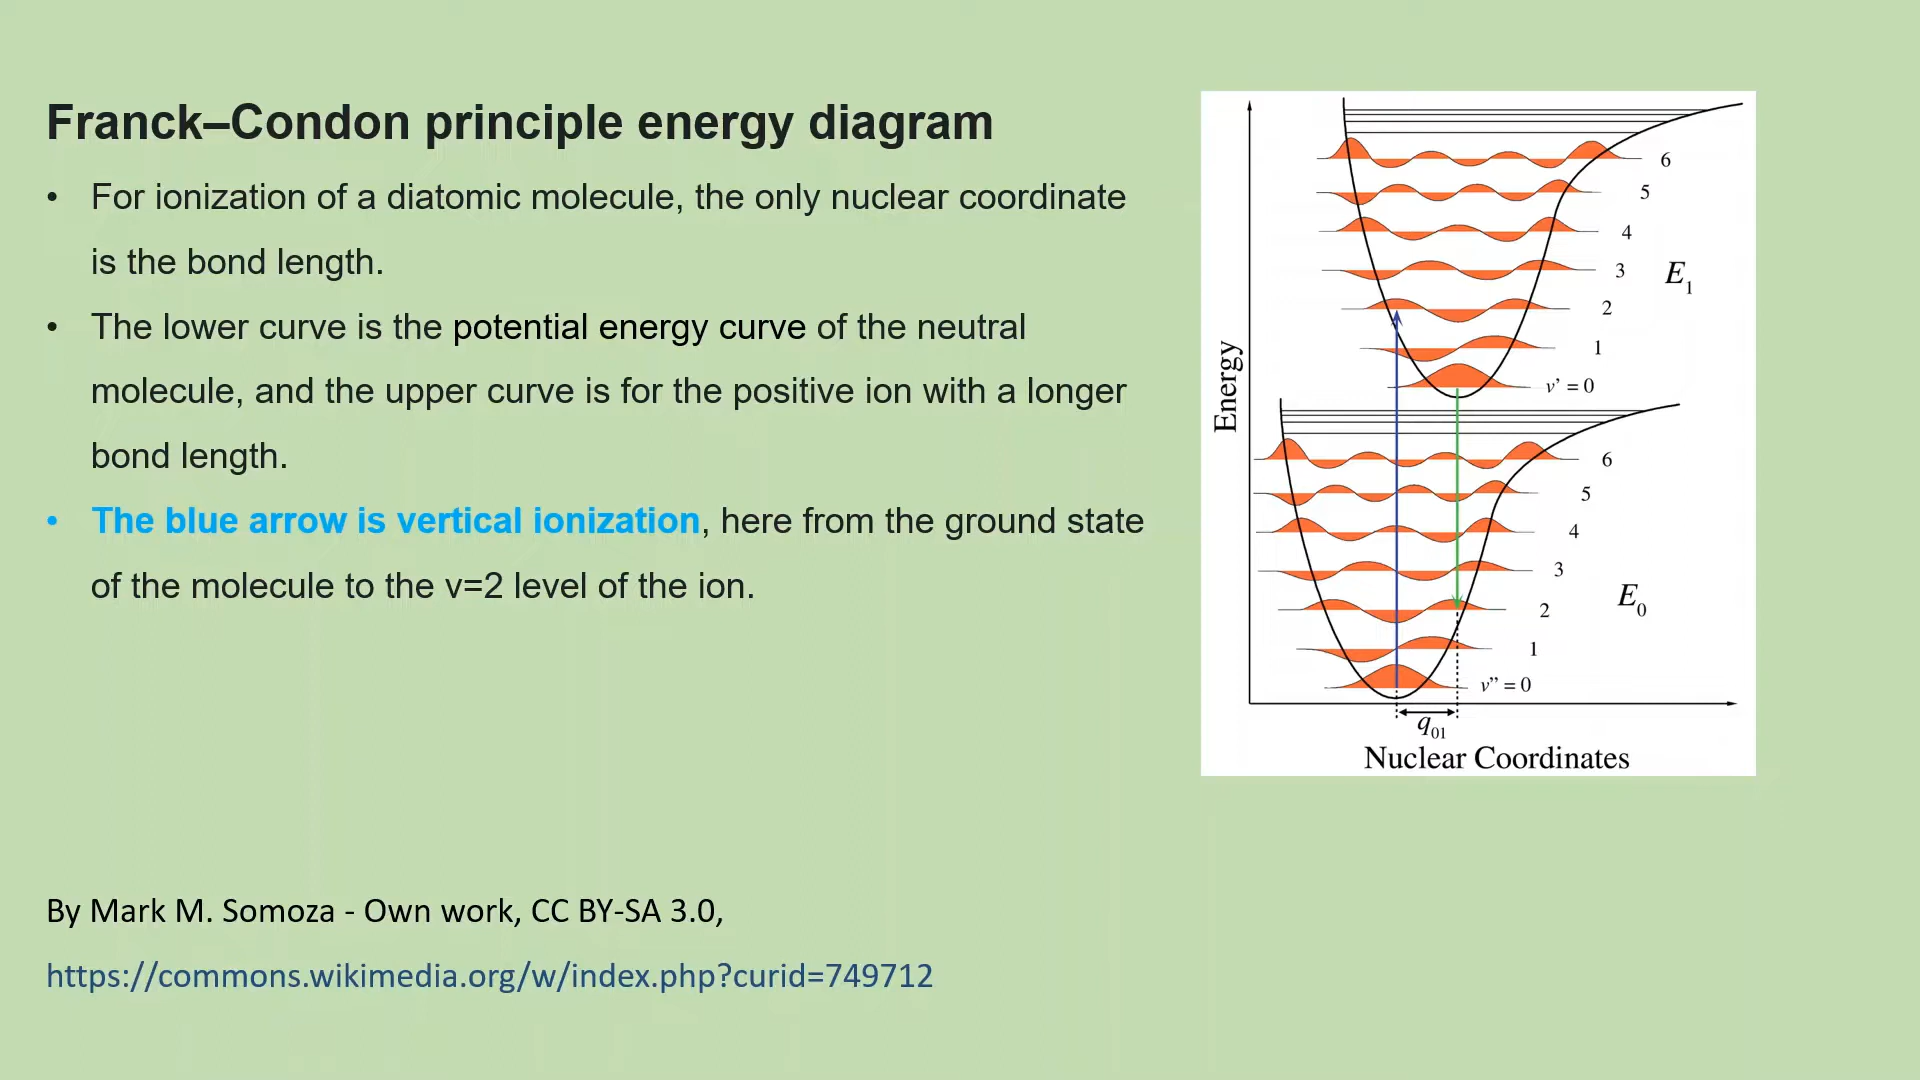 Franck–Condon principle energy diagram
• For ionization of a diatomic molecule, the only nuclear coordinate
is the bond length.
• The lower curve is the potential energy curve of the neutral
molecule, and the upper curve is for the positive ion with a longer
bond length.
• The blue arrow is vertical ionization, here from the ground state
of the molecule to the v=2 level of the ion.
By Mark M. Somoza - Own work, CC BY-SA 3.0,
https://commons.wikimedia.org/w/index.php?curid=749712
Energy
6
5
4
3
E1
2
1
v' = 0
6
5
4
3
E0
2
1
v" = 0
q01
Nuclear Coordinates